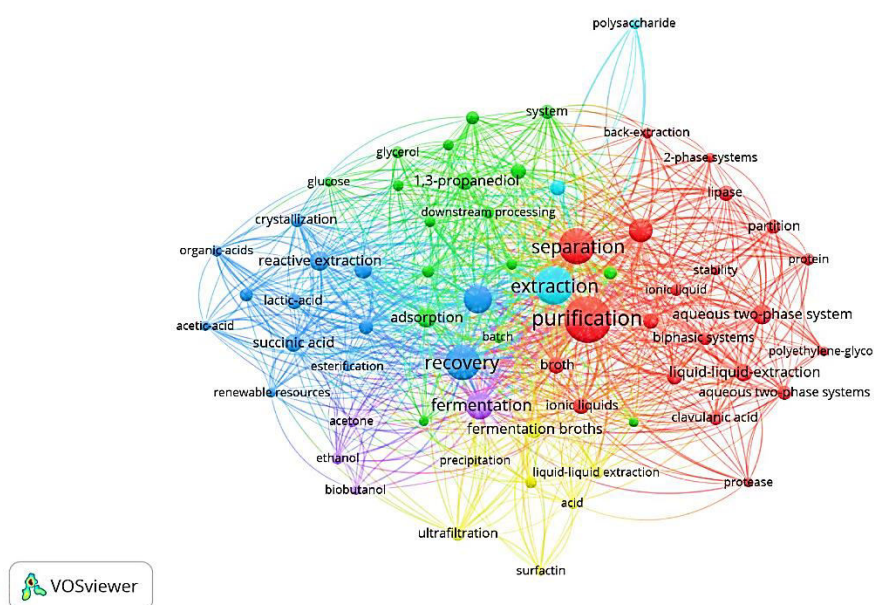 polysaccharide
system
back-extraction
glycerol
2-phase systems
glucose
1,3-propanediol
lipase
crystallization
downstream processing
partition
organic-acids
separation
reactive extraction
protein
stability
extraction
ionic liquid
lactic-acid
adsorption
purification
aqueous two-phase system
acetic-acid
succinic acid
batch
biphasic systems
esterification
recovery
broth
polyethylene-glyco
liquid-liquid-extraction
renewable resources
aqueous two-phase systems
fermentation
ionic liquids
acetone
clavulanic acid
fermentation broths
ethanol
precipitation
liquid-liquid extraction
biobutanol
protease
acid
ultrafiltration
surfactin
VOSviewer